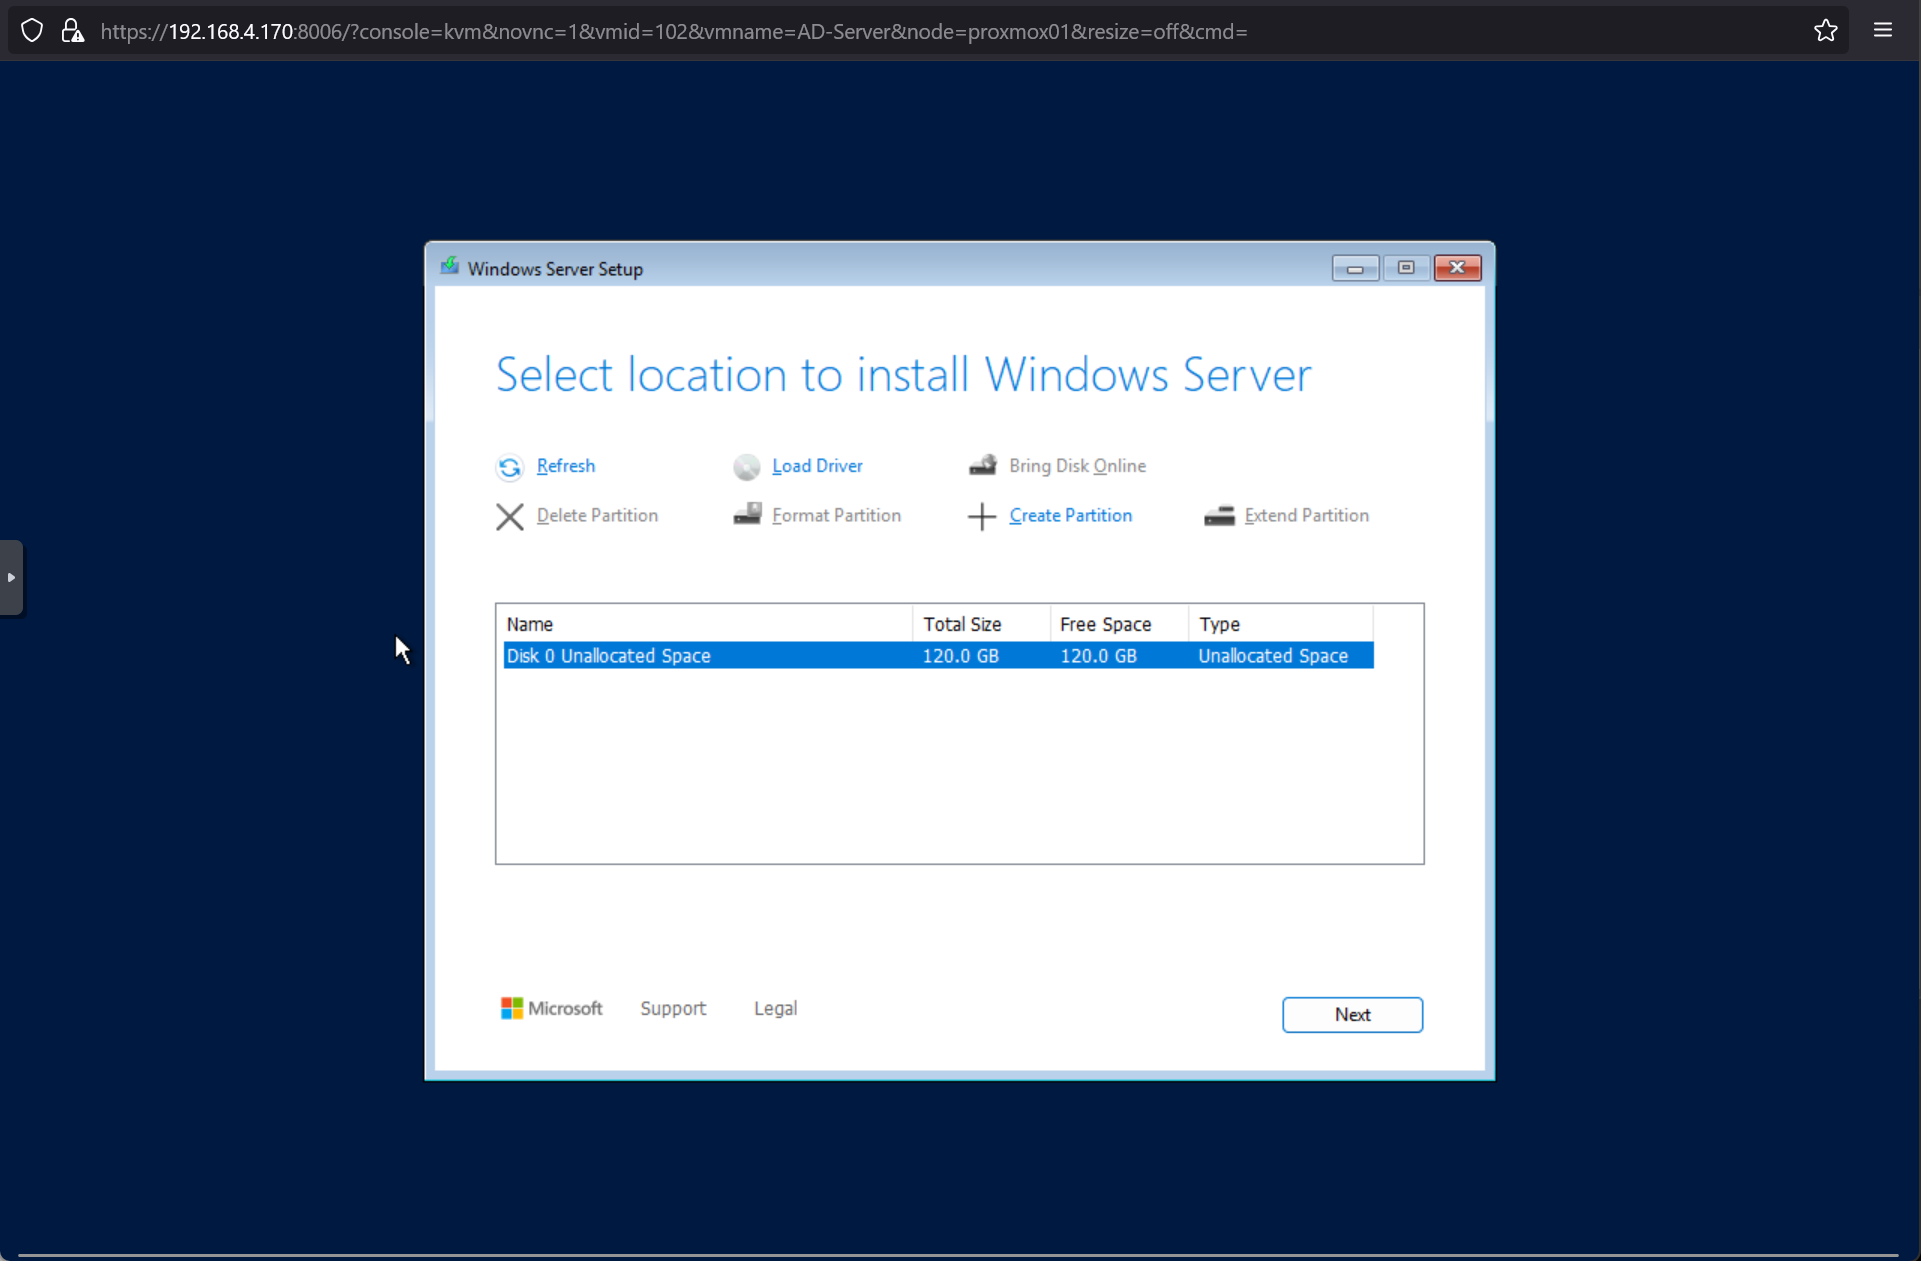 https://192.168.4.170:8006/?console=kvm&novnc=1&vmid=102&vmname=AD-Server&node=proxmox01&resize=off&cmd=
Windows Server Setup
Select location to install Windows Server
Refresh Load Driver Bring Disk Online
Delete Partition Format Partition Create Partition Extend Partition
Name Total Size Free Space Type
Disk 0 Unallocated Space 120.0 GB 120.0 GB Unallocated Space
Microsoft Support Legal Next